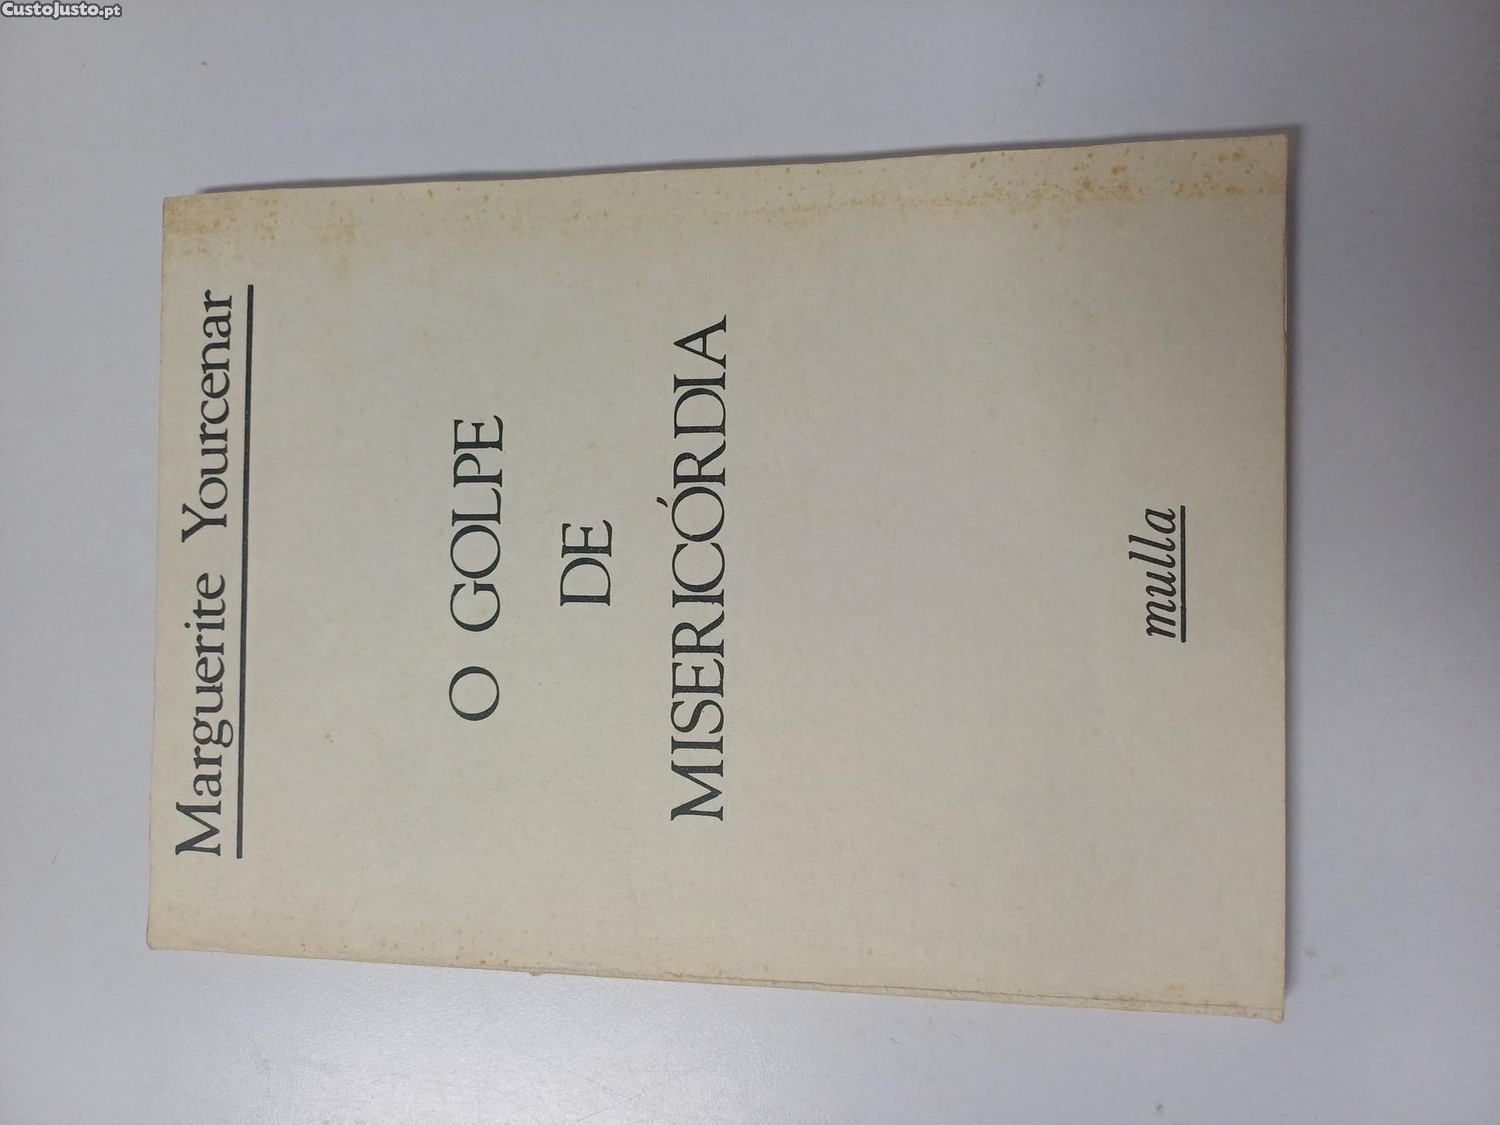 CustoJusto.pt
Marguerite Yourcenar
O GOLPE
DE
MISERICÓRDIA
mulla